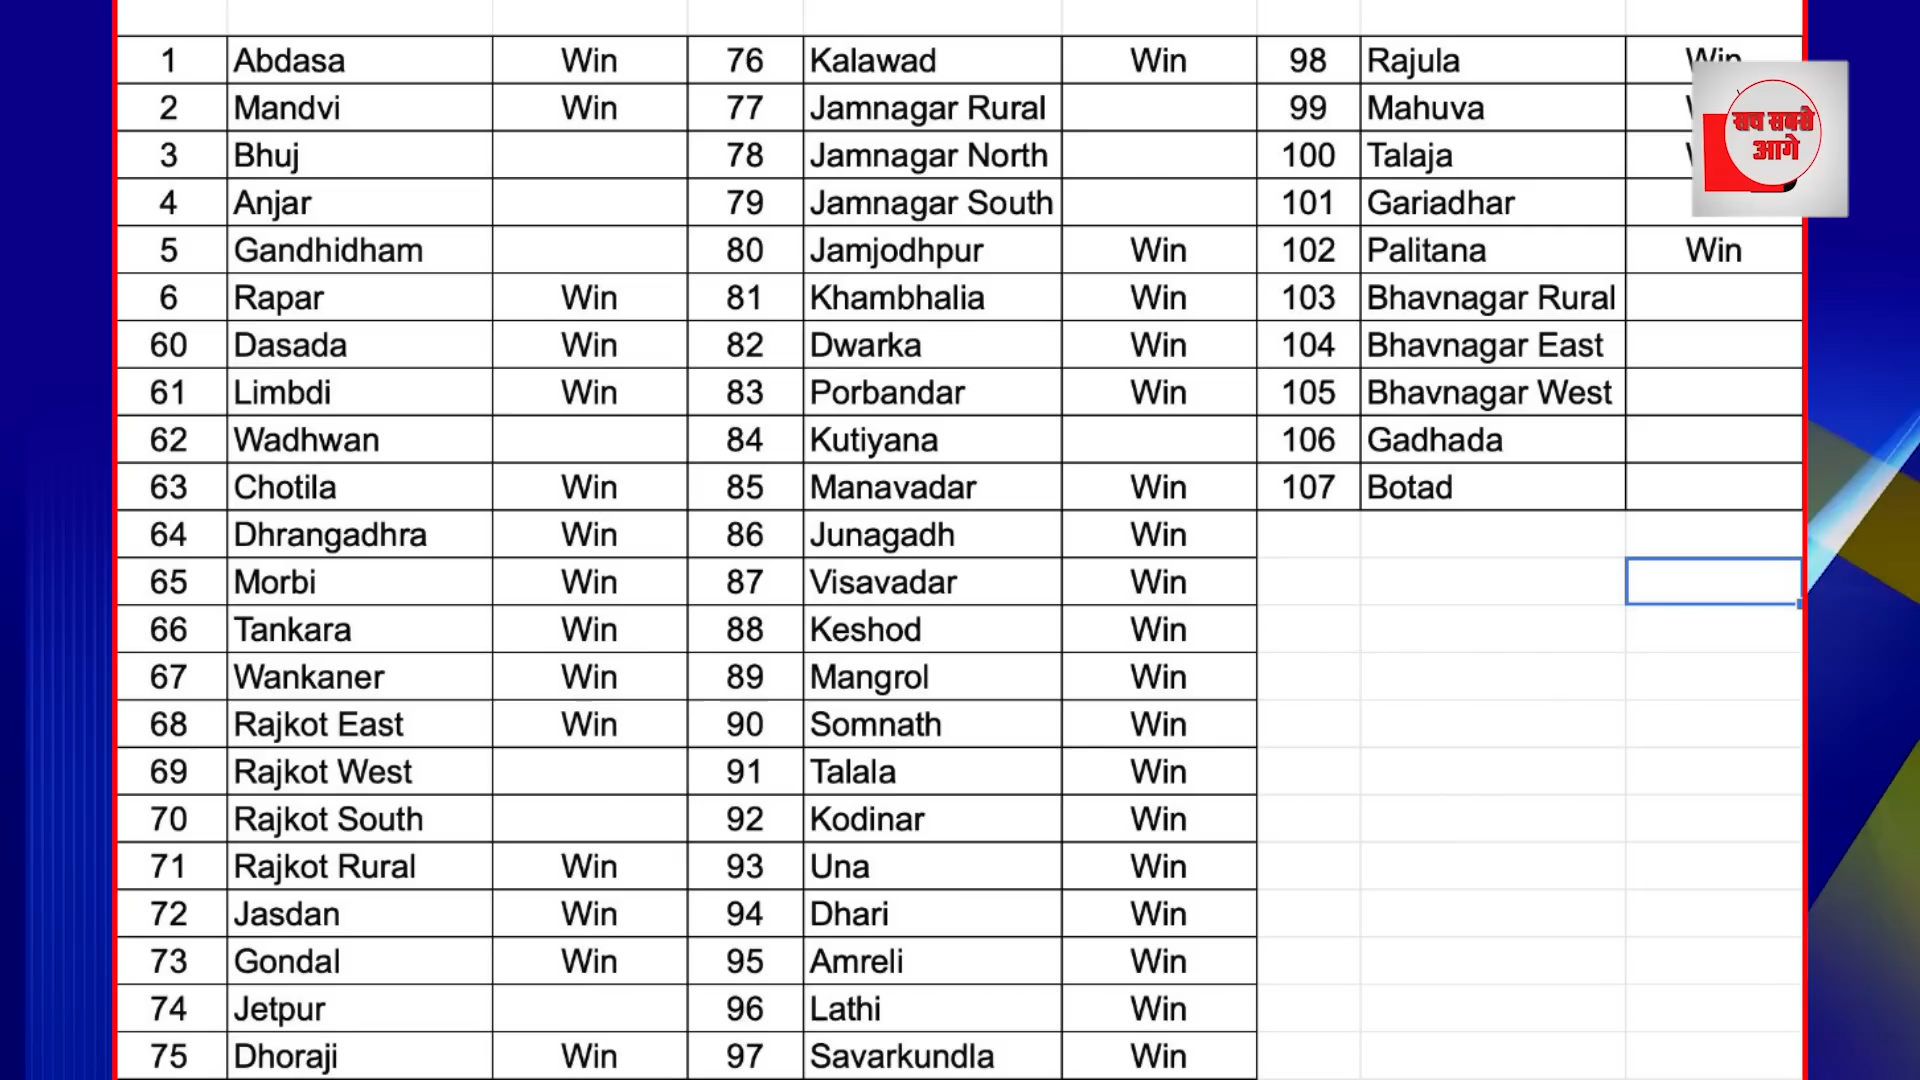 1 Abdasa Win 76 Kalawad Win 98 Rajula Win
2 Mandvi Win 77 Jamnagar Rural 99 Mahuva
3 Bhuj 78 Jamnagar North 100 Talaja
4 Anjar 79 Jamnagar South 101 Gariadhar
5 Gandhidham 80 Jamjodhpur Win 102 Palitana Win
6 Rapar Win 81 Khambhalia Win 103 Bhavnagar Rural
60 Dasada Win 82 Dwarka Win 104 Bhavnagar East
61 Limbdi Win 83 Porbandar Win 105 Bhavnagar West
62 Wadhwan 84 Kutiyana 106 Gadhada
63 Chotila Win 85 Manavadar Win 107 Botad
64 Dhrangadhra Win 86 Junagadh Win
65 Morbi Win 87 Visavadar Win
66 Tankara Win 88 Keshod Win
67 Wankaner Win 89 Mangrol Win
68 Rajkot East Win 90 Somnath Win
69 Rajkot West 91 Talala Win
70 Rajkot South 92 Kodinar Win
71 Rajkot Rural Win 93 Una Win
72 Jasdan Win 94 Dhari Win
73 Gondal Win 95 Amreli Win
74 Jetpur 96 Lathi Win
75 Dhoraji Win 97 Savarkundla Win
सच सबसे
आगे